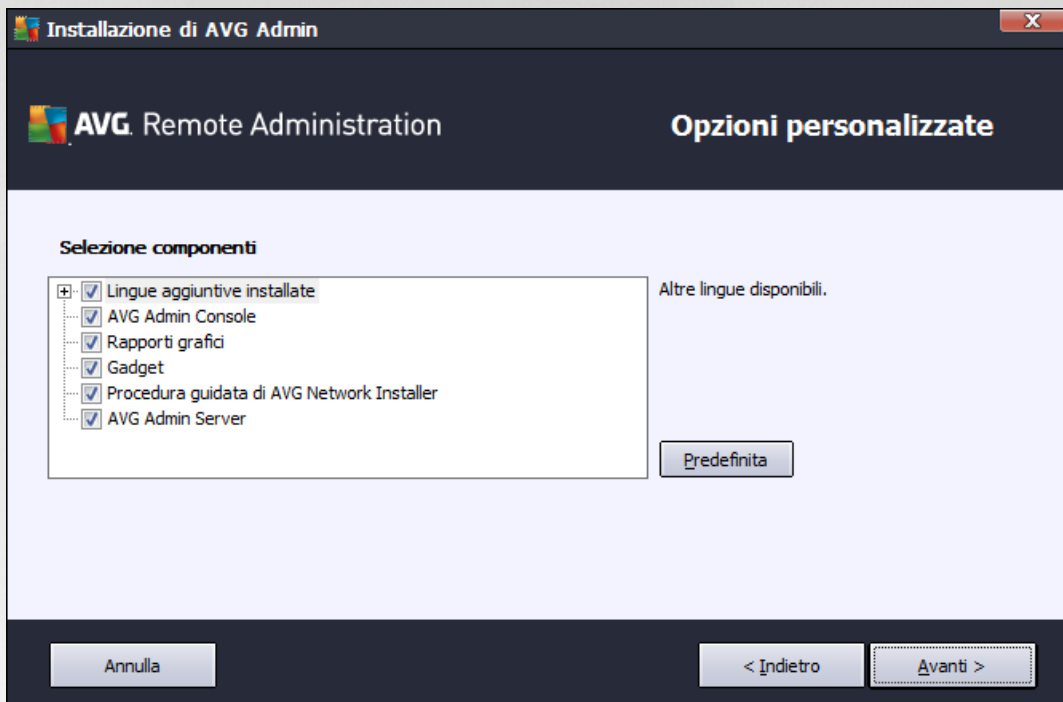 Installazione di AVG Admin
AVG. Remote Administration
Opzioni personalizzate
Selezione componenti
Lingue aggiuntive installate
AVG Admin Console
Rapporti grafici
Gadget
Procedura guidata di AVG Network Installer
AVG Admin Server
Altre lingue disponibili.
Predefinita
Annulla
< Indietro
Avanti >